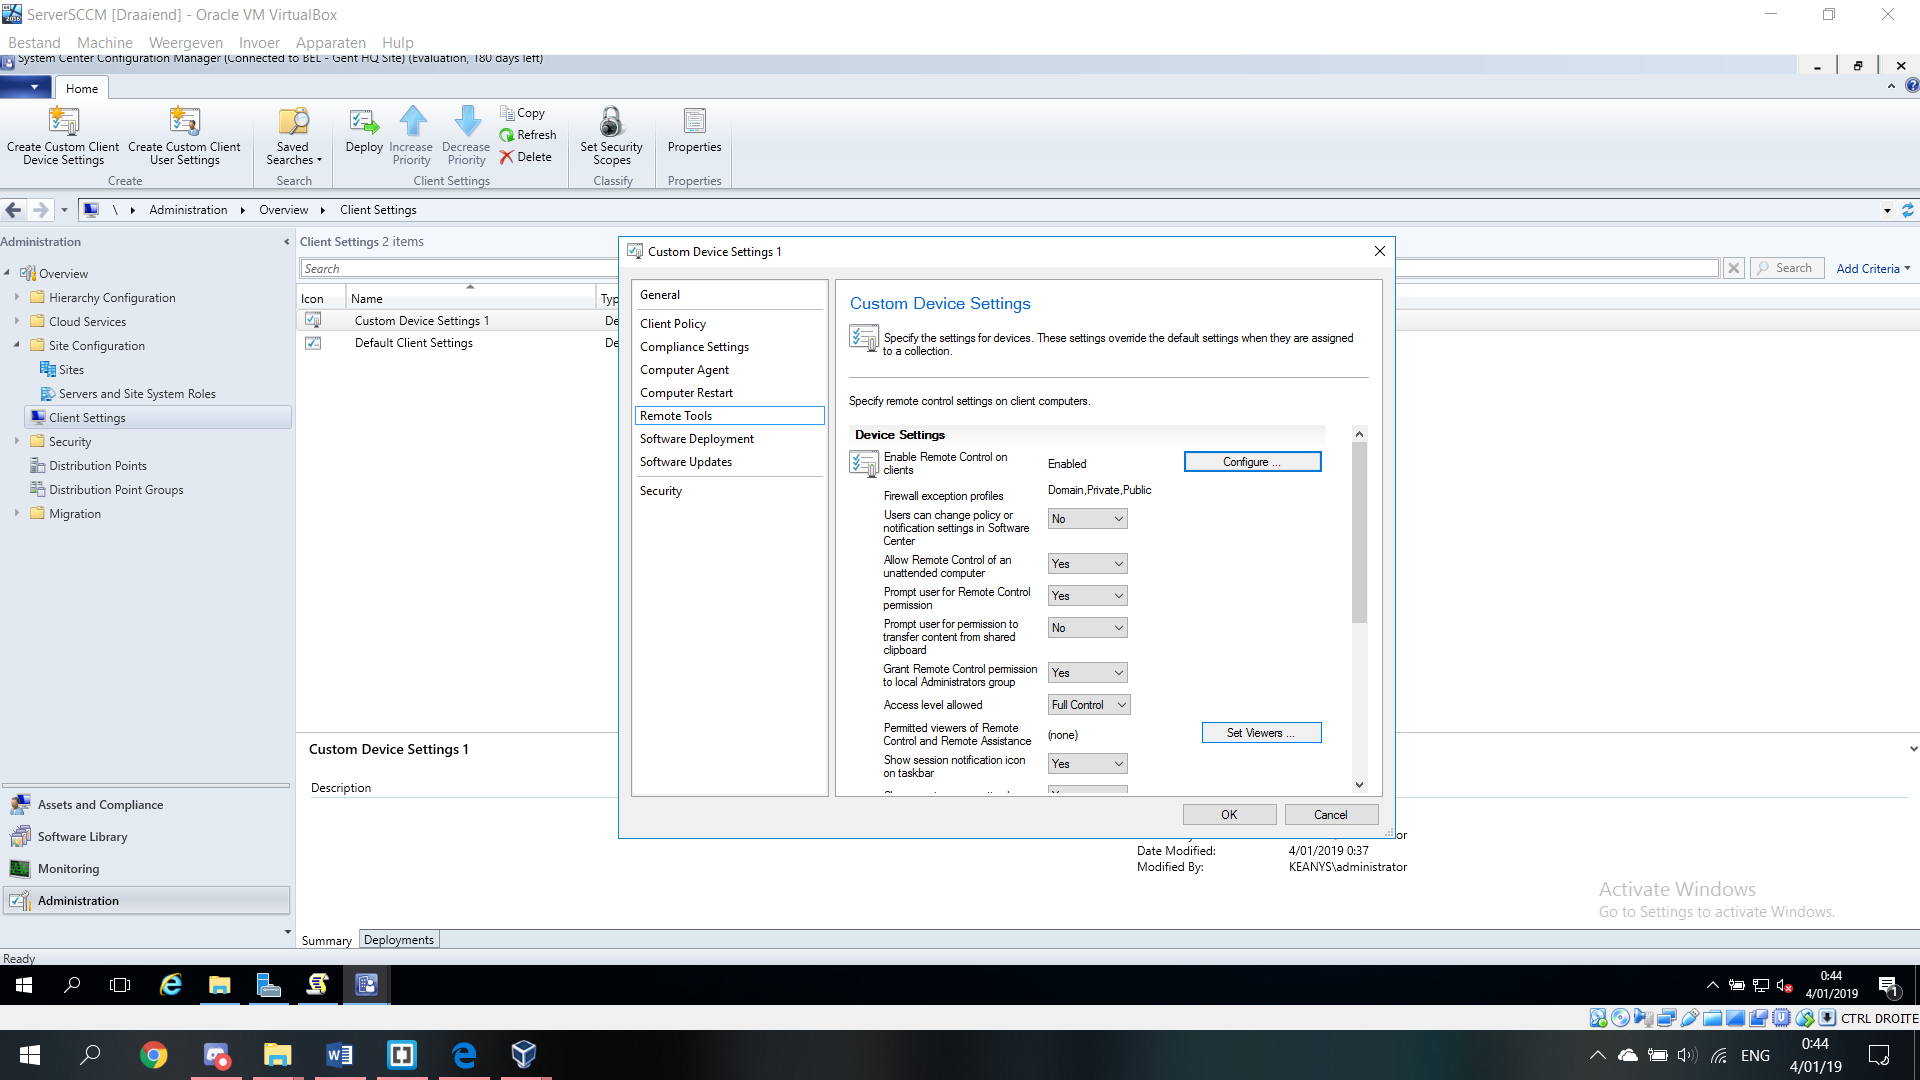 ServerSCCM [Draaiend] - Oracle VM VirtualBox
Bestand Machine Weergeven Invoer Apparaten Hulp
System Center Configuration Manager (Connected to BEL - Gent HQ Site) (Evaluation, 180 days left)
Home
Create Custom Client Device Settings
Create Custom Client User Settings
Create
Saved Searches
Search
Deploy
Increase Priority
Decrease Priority
Copy
Refresh
Delete
Client Settings
Set Security Scopes
Classify
Properties
Properties
\ Administration Overview Client Settings
Administration
Overview
Hierarchy Configuration
Cloud Services
Site Configuration
Sites
Servers and Site System Roles
Client Settings
Security
Distribution Points
Distribution Point Groups
Migration
Assets and Compliance
Software Library
Monitoring
Administration
Client Settings 2 items
Search
Search
Add Criteria
Icon Name Typ
Custom Device Settings 1 De
Default Client Settings De
Custom Device Settings 1
General
Client Policy
Compliance Settings
Computer Agent
Computer Restart
Remote Tools
Software Deployment
Software Updates
Security
Custom Device Settings
Specify the settings for devices. These settings override the default settings when they are assigned
to a collection.
Specify remote control settings on client computers.
Device Settings
Enable Remote Control on
clients
Enabled
Configure ...
Firewall exception profiles
Domain,Private,Public
Users can change policy or
notification settings in Software
Center
No
Allow Remote Control of an
unattended computer
Yes
Prompt user for Remote Control
permission
Yes
Prompt user for permission to
transfer content from shared
clipboard
No
Grant Remote Control permission
to local Administrators group
Yes
Access level allowed
Full Control
Permitted viewers of Remote
Control and Remote Assistance
(none)
Set Viewers ...
Show session notification icon
on taskbar
Yes
OK
Cancel
Custom Device Settings 1
Description
or
Date Modified: 4/01/2019 0:37
Modified By: KEANYS\administrator
Activate Windows
Go to Settings to activate Windows.
Summary Deployments
Ready
0:44
4/01/2019
1
CTRL DROITE
ENG
0:44
4/01/19